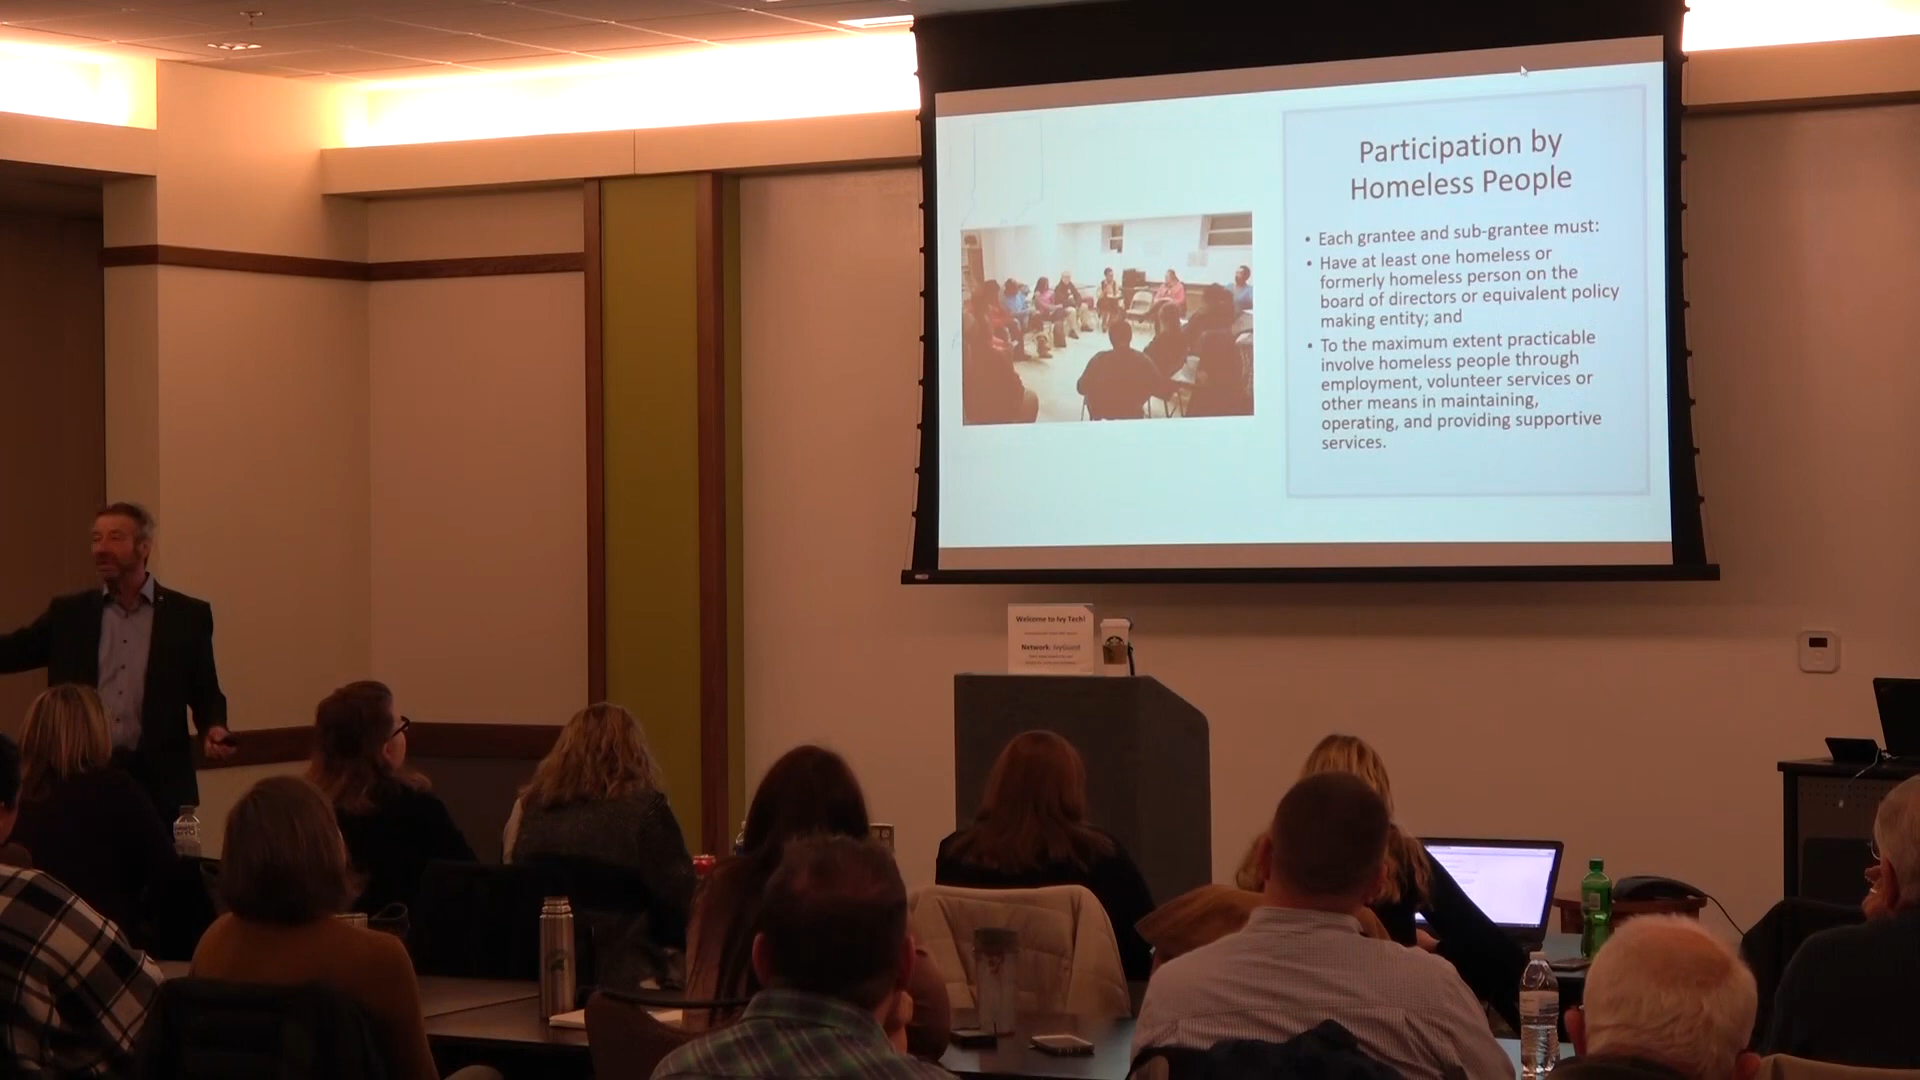 Participation by
Homeless People
• Each grantee and sub-grantee must:
• Have at least one homeless or
formerly homeless person on the
board of directors or equivalent policy
making entity; and
• To the maximum extent practicable
involve homeless people through
employment, volunteer services or
other means in maintaining,
operating, and providing supportive
services.
Welcome to Ivy Tech!
Network: IvyGuest